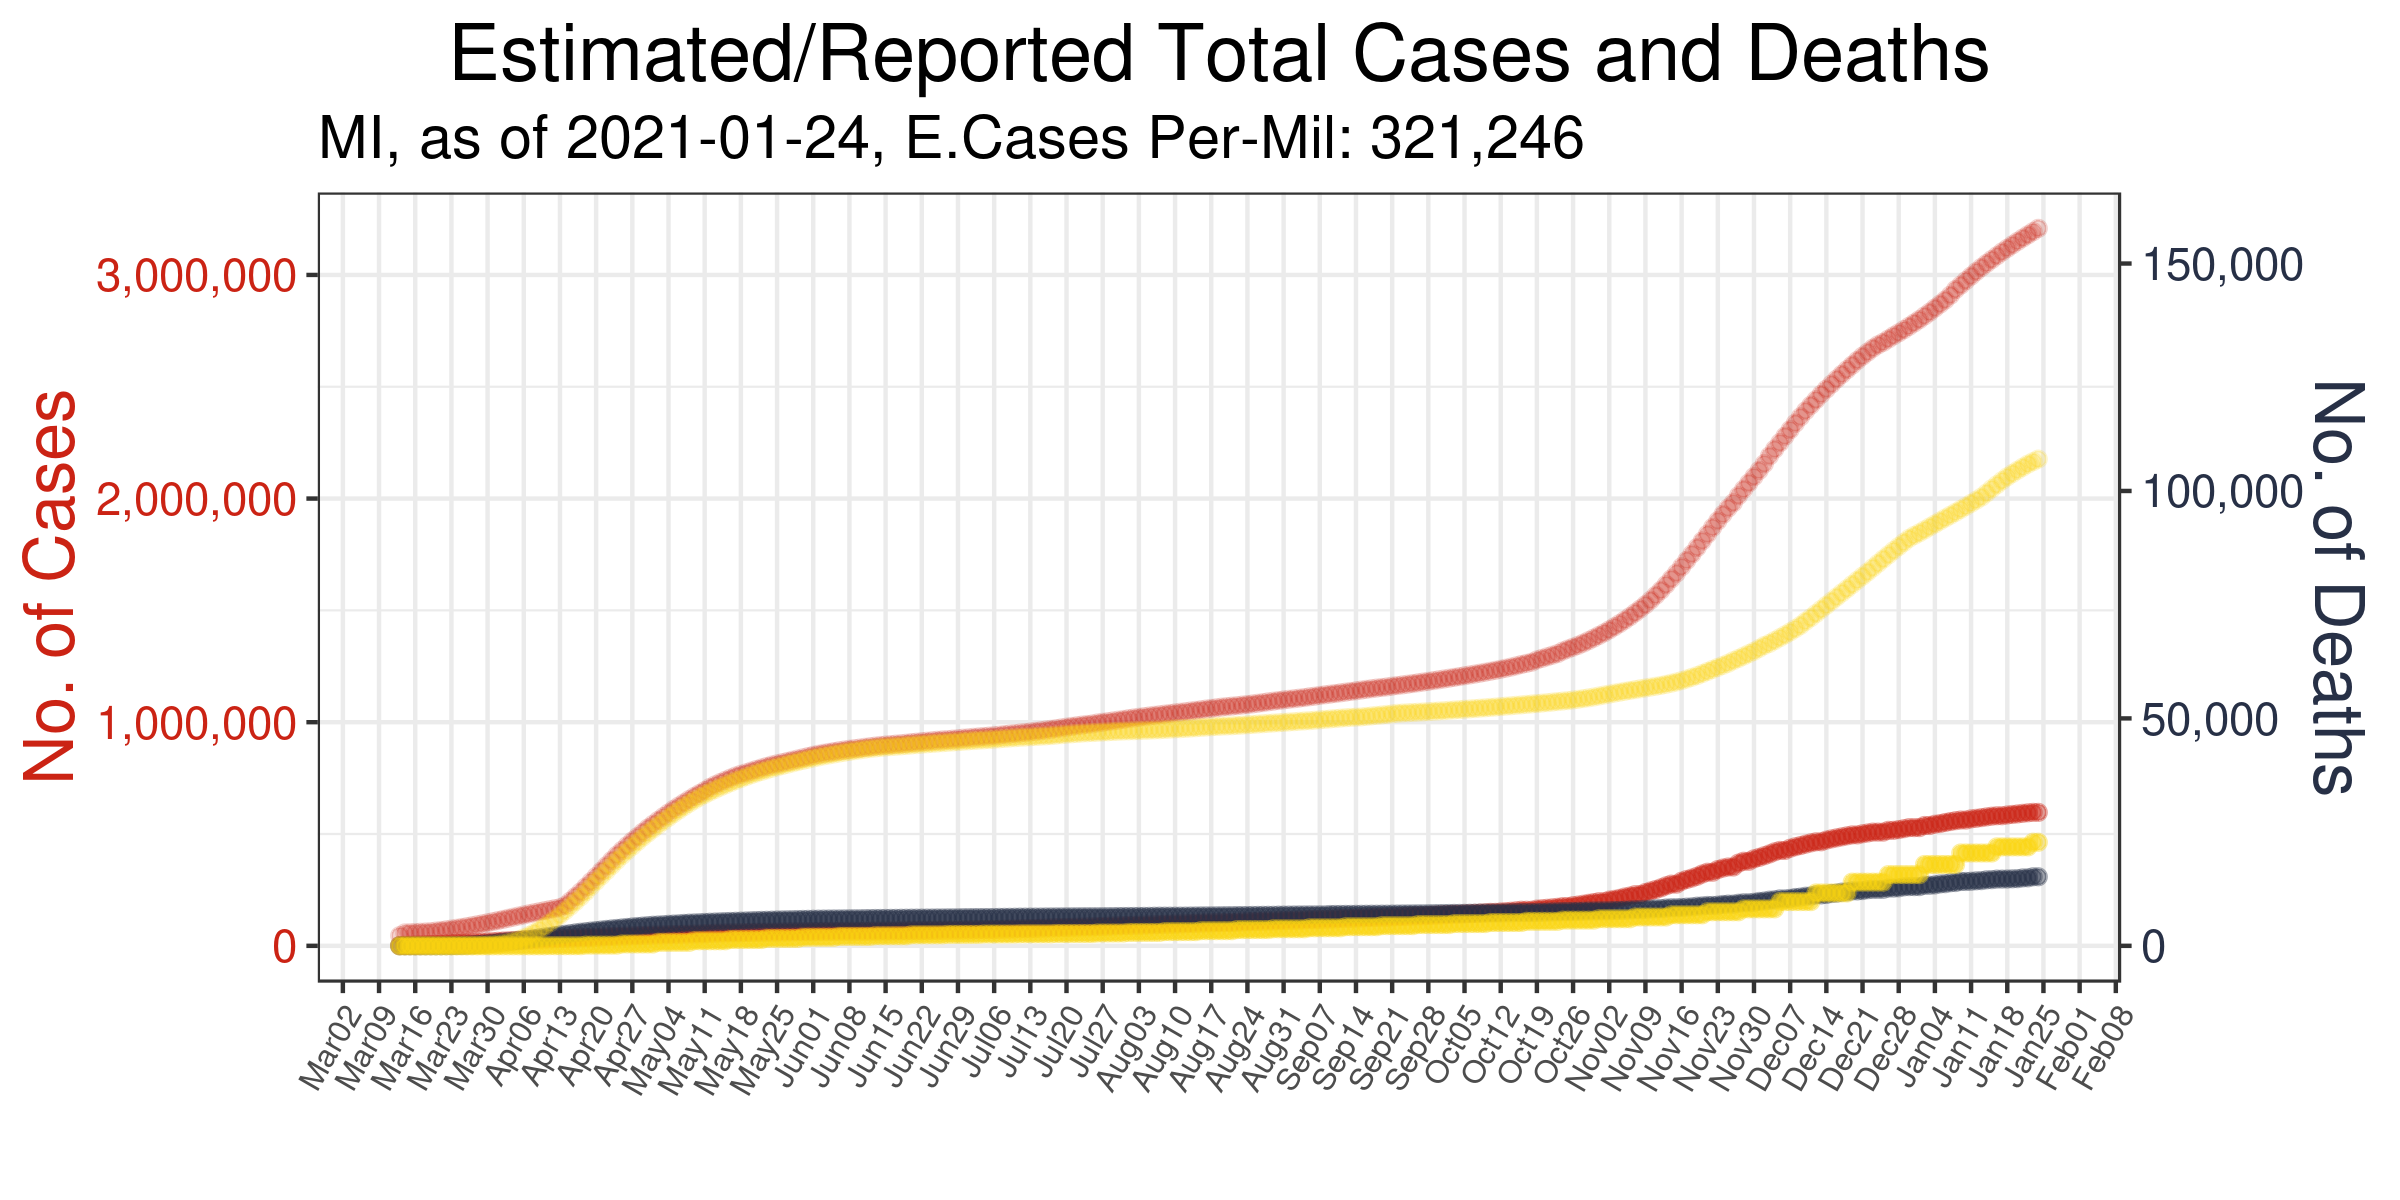 Estimated/Reported Total Cases and Deaths
MI, as of 2021-01-24, E.Cases Per-Mil: 321,246
No. of Cases
3,000,000
2,000,000
1,000,000
0
150,000
100,000
50,000
0
No. of Deaths
Mar02
Mar09
Mar16
Mar23
Mar30
Apr06
Apr13
Apr20
Apr27
May04
May11
May18
May25
Jun01
Jun08
Jun15
Jun22
Jun29
Jul06
Jul13
Jul20
Jul27
Aug03
Aug10
Aug17
Aug24
Aug31
Sep07
Sep14
Sep21
Sep28
Oct05
Oct12
Oct19
Oct26
Nov02
Nov09
Nov16
Nov23
Nov30
Dec07
Dec14
Dec21
Dec28
Jan04
Jan11
Jan18
Jan25
Feb01
Feb08